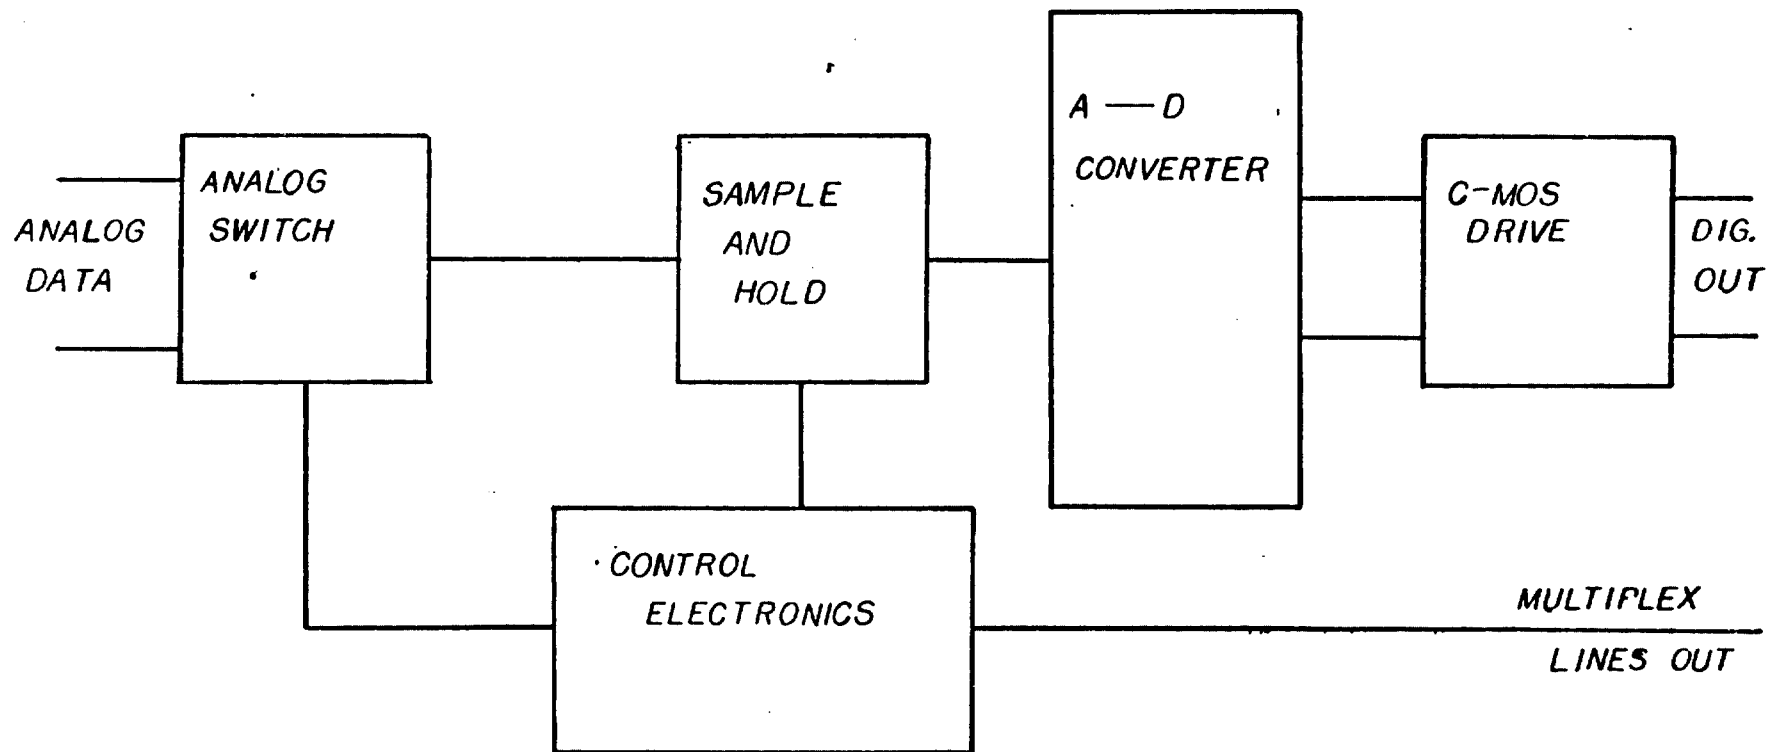 ANALOG
DATA
ANALOG
SWITCH
SAMPLE
AND
HOLD
A — D
CONVERTER
C-MOS
DRIVE
DIG.
OUT
CONTROL
ELECTRONICS
MULTIPLEX
LINES OUT